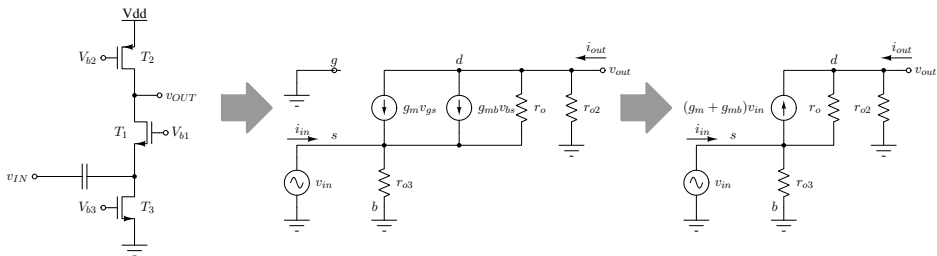 Vdd
V_{b2}
T_2
v_{OUT}
T_1
V_{b1}
v_{IN}
V_{b3}
T_3
g
d
i_{out}
v_{out}
g_m v_{gs}
g_{mb} v_{bs}
r_o
r_{o2}
i_{in}
s
v_{in}
r_{o3}
b
d
i_{out}
v_{out}
(g_m + g_{mb})v_{in}
r_o
r_{o2}
i_{in}
s
v_{in}
r_{o3}
b